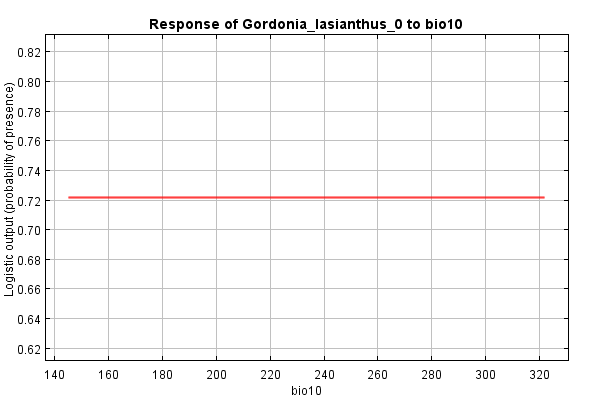 Response of Gordonia_lasianthus_0 to bio10
Logistic output (probability of presence)
0.82
0.80
0.78
0.76
0.74
0.72
0.70
0.68
0.66
0.64
0.62
140 160 180 200 220 240 260 280 300 320
bio10